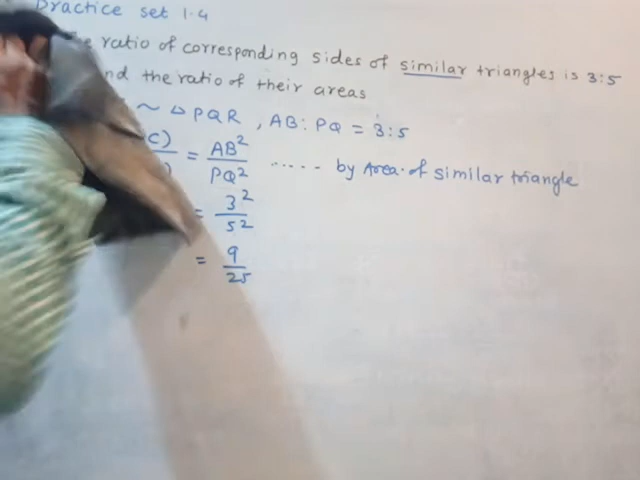 Practice set 1.4
ratio of corresponding sides of similar triangles is 3:5
the ratio of their areas
~ △ PQR , AB : PQ = 3:5
C) = AB² ..... by Area of similar triangle
) PQ²
= 3²
5²
= 9
25